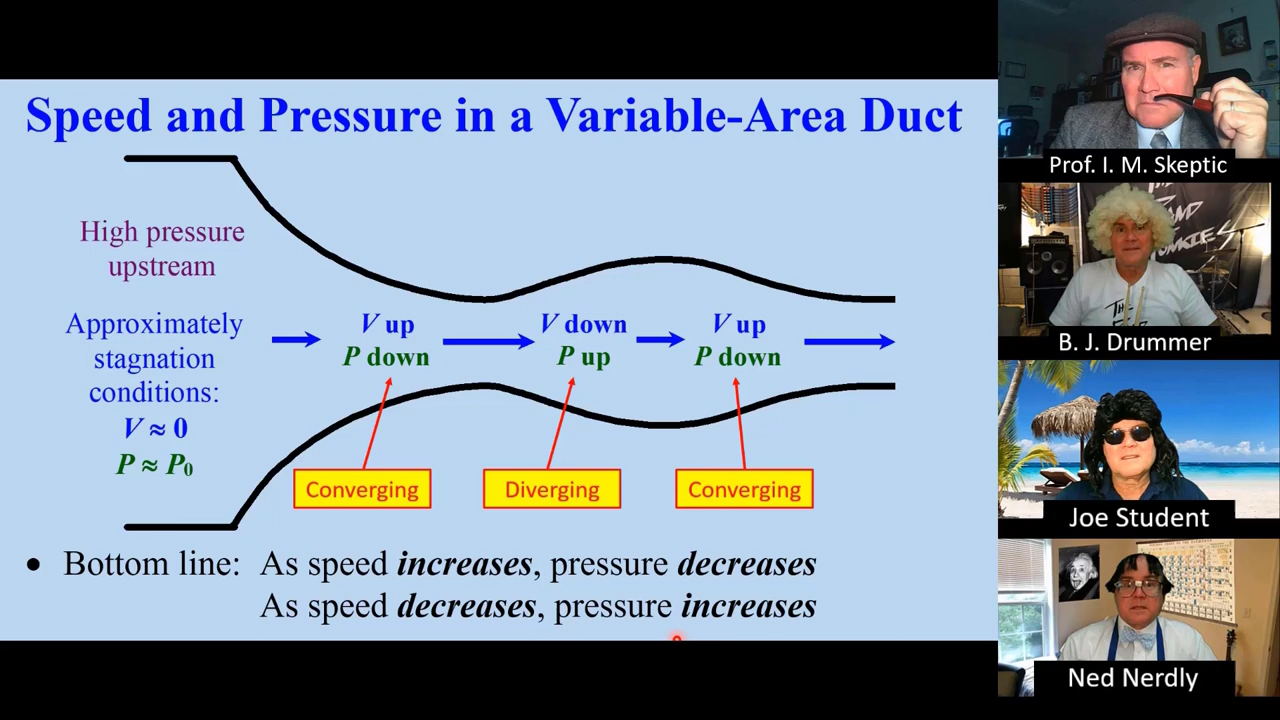 Speed and Pressure in a Variable-Area Duct
High pressure
upstream
Approximately
stagnation
conditions:
V ≈ 0
P ≈ P₀
V up
P down
V down
P up
V up
P down
Converging
Diverging
Converging
• Bottom line: As speed increases, pressure decreases
As speed decreases, pressure increases
Prof. I. M. Skeptic
B. J. Drummer
Joe Student
Ned Nerdly